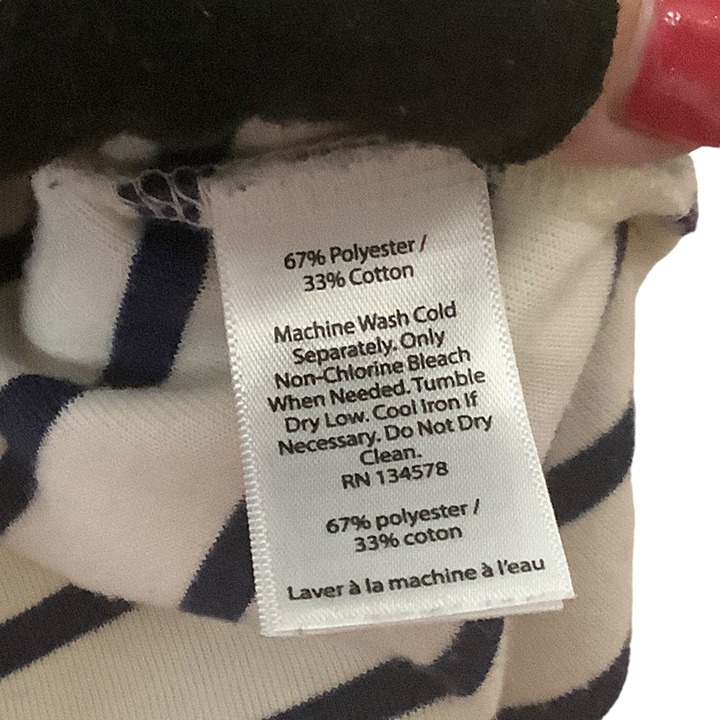 67% Polyester /
33% Cotton
Machine Wash Cold
Separately. Only
Non-Chlorine Bleach
When Needed. Tumble
Dry Low. Cool Iron If
Necessary. Do Not Dry
Clean.
RN 134578
67% polyester /
33% coton
Laver à la machine à l'eau